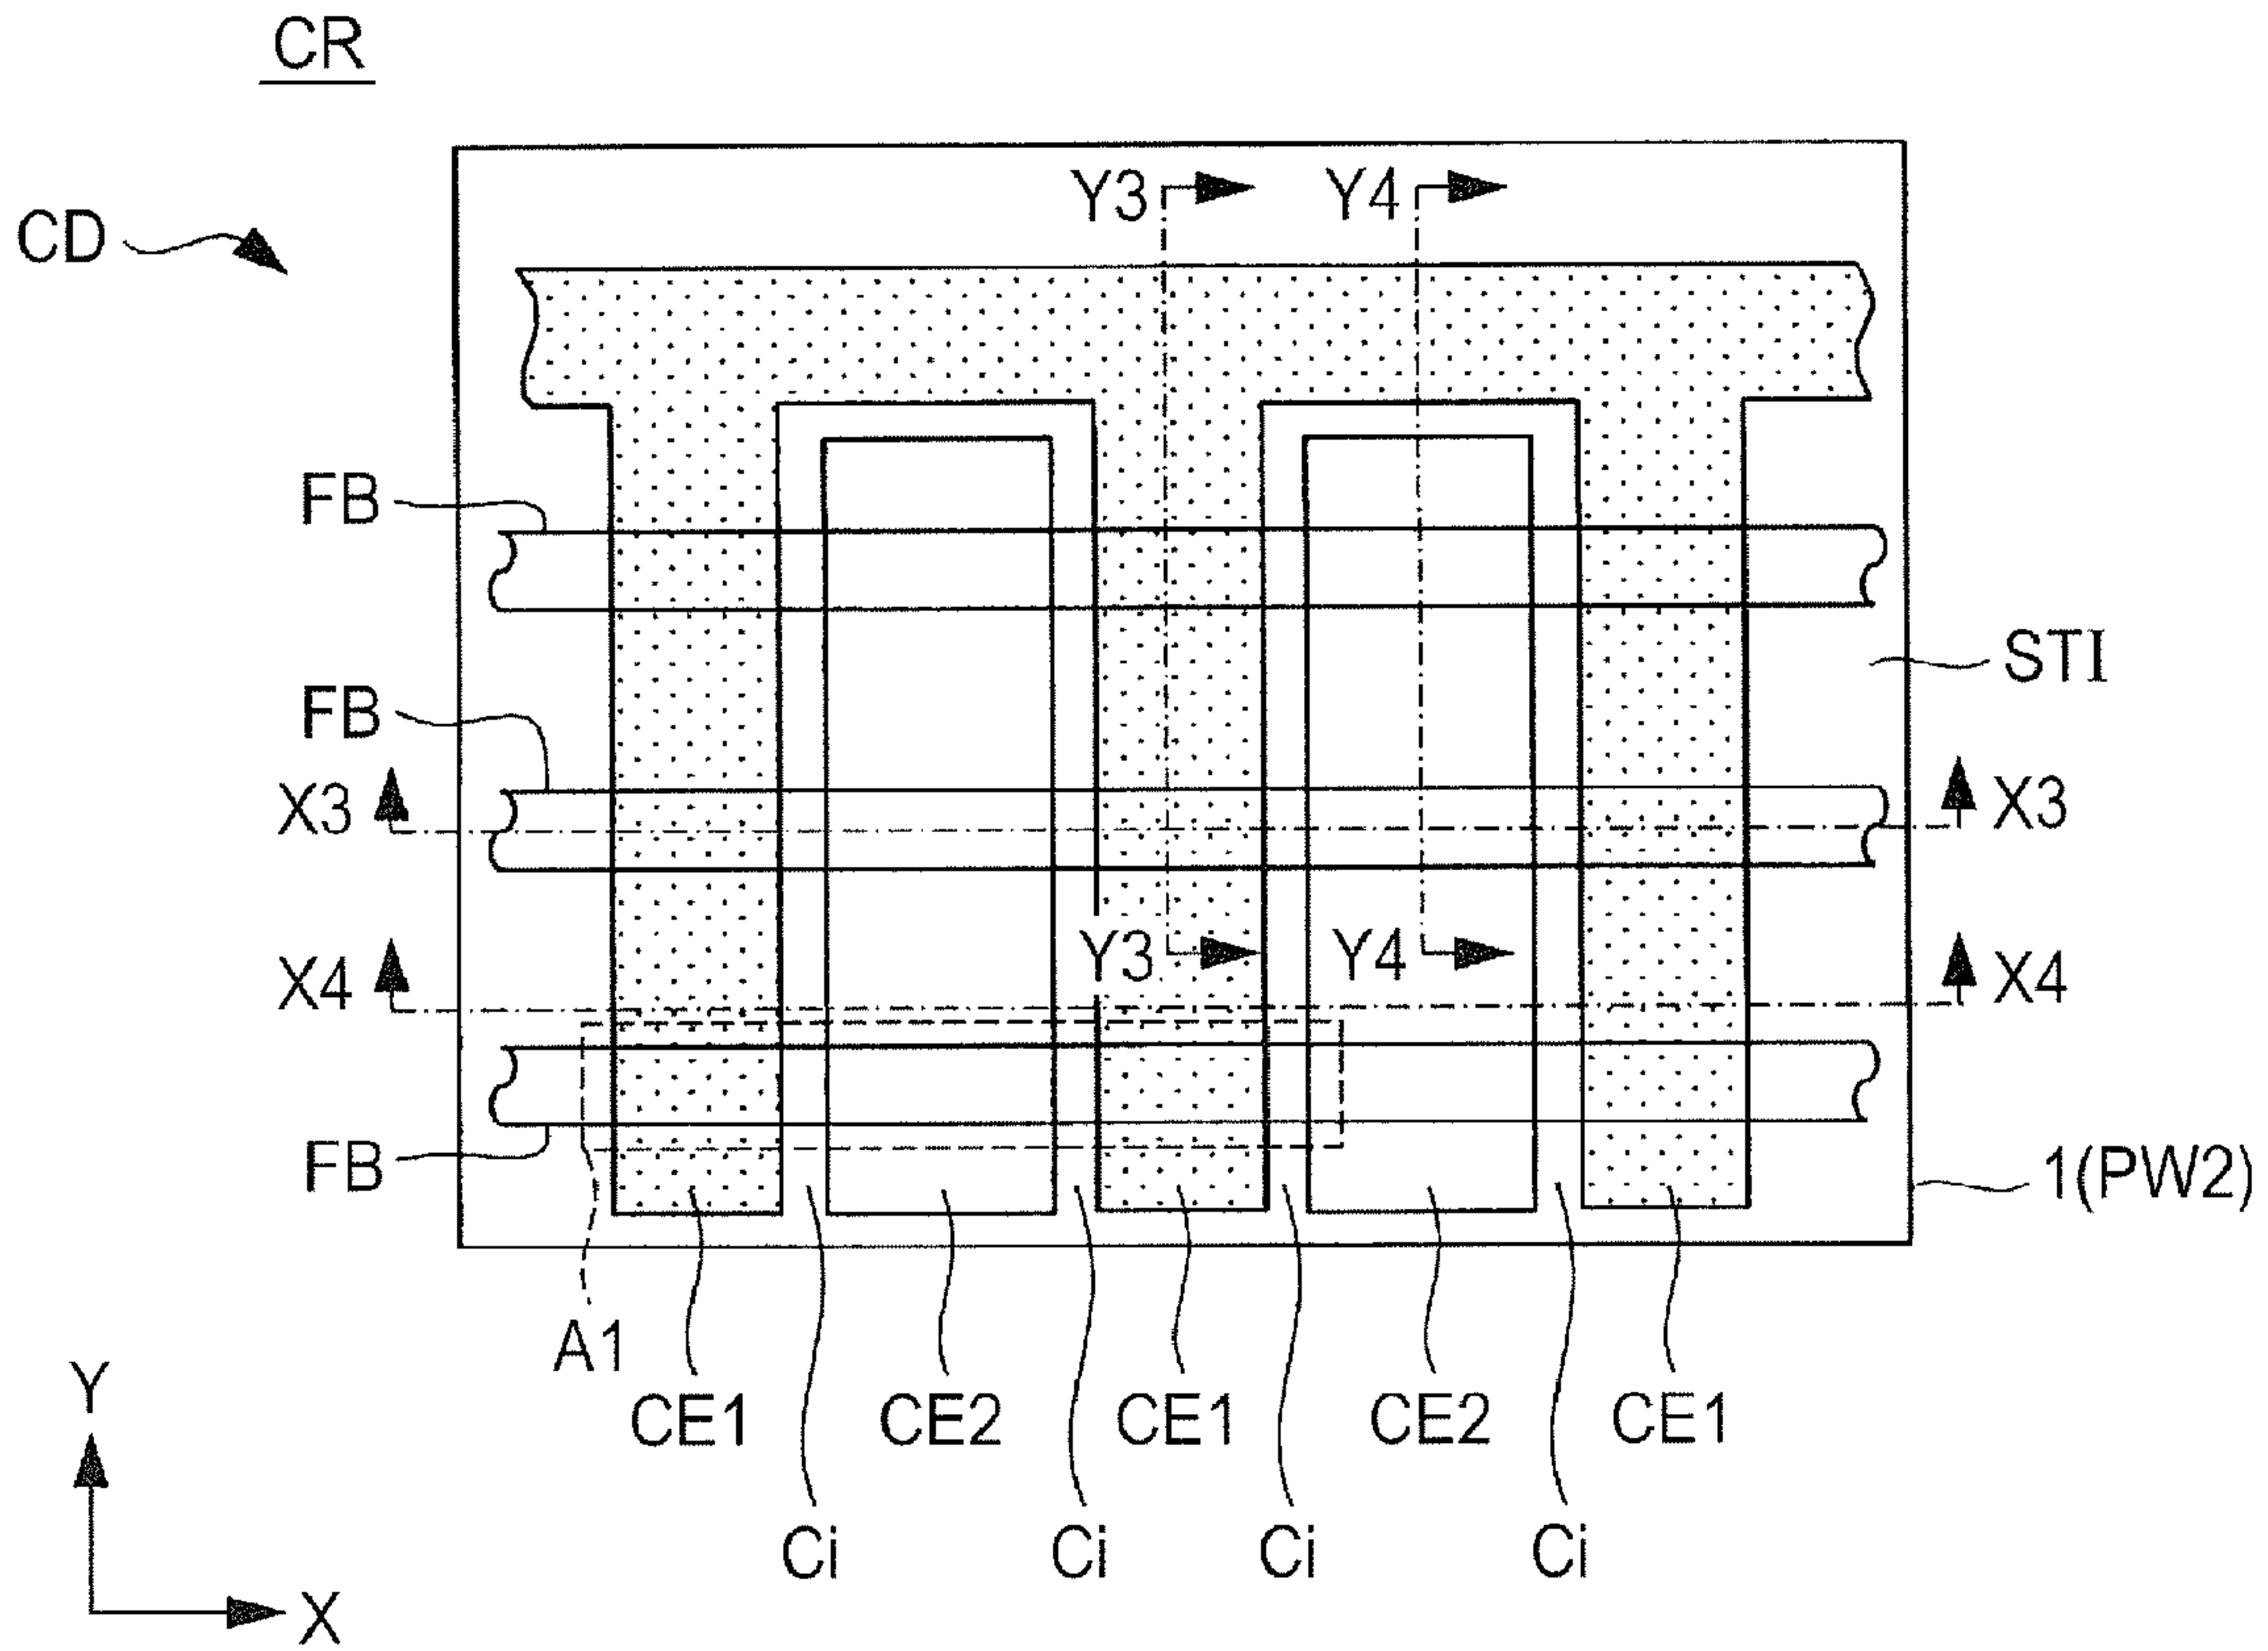 CR
CD
Y3 Y4
FB
STI
FB
X3 X3
Y3 Y4
X4 X4
FB
1(PW2)
A1
CE1 CE2 CE1 CE2 CE1
Ci Ci Ci Ci
Y
X